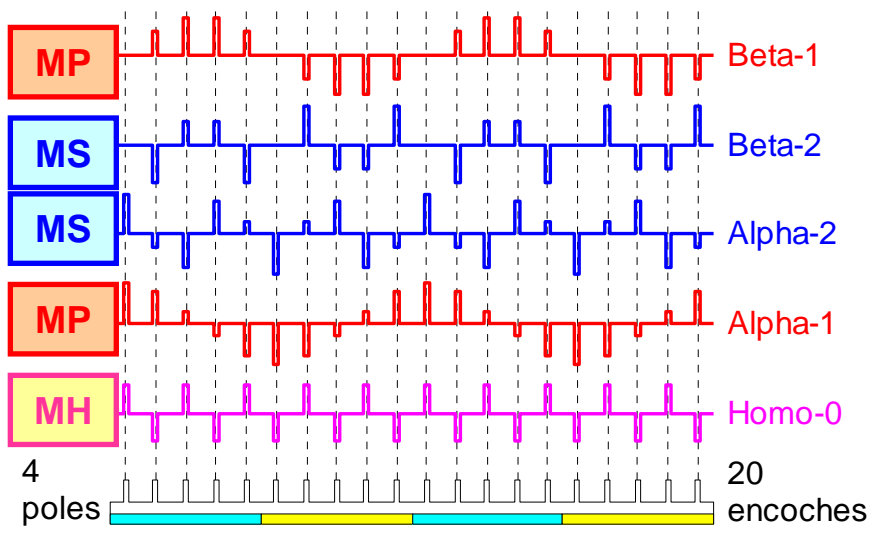 MP Beta-1
MS Beta-2
MS Alpha-2
MP Alpha-1
MH Homo-0
4 20
poles encoches